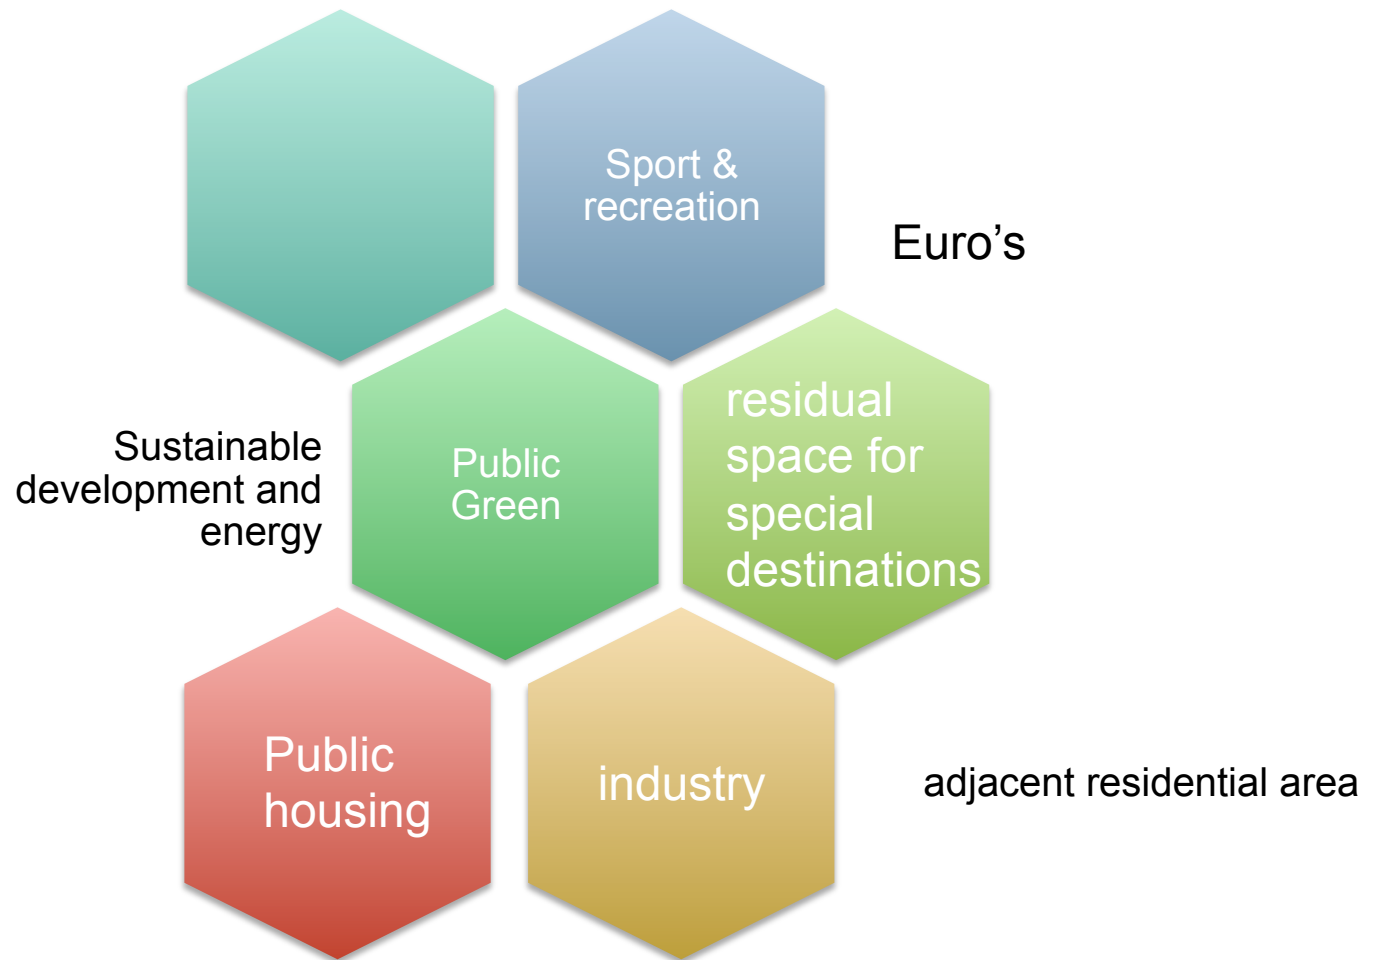 Sport &
recreation
Euro’s
Sustainable
development and
energy
Public
Green
residual
space for
special
destinations
Public
housing
industry
adjacent residential area